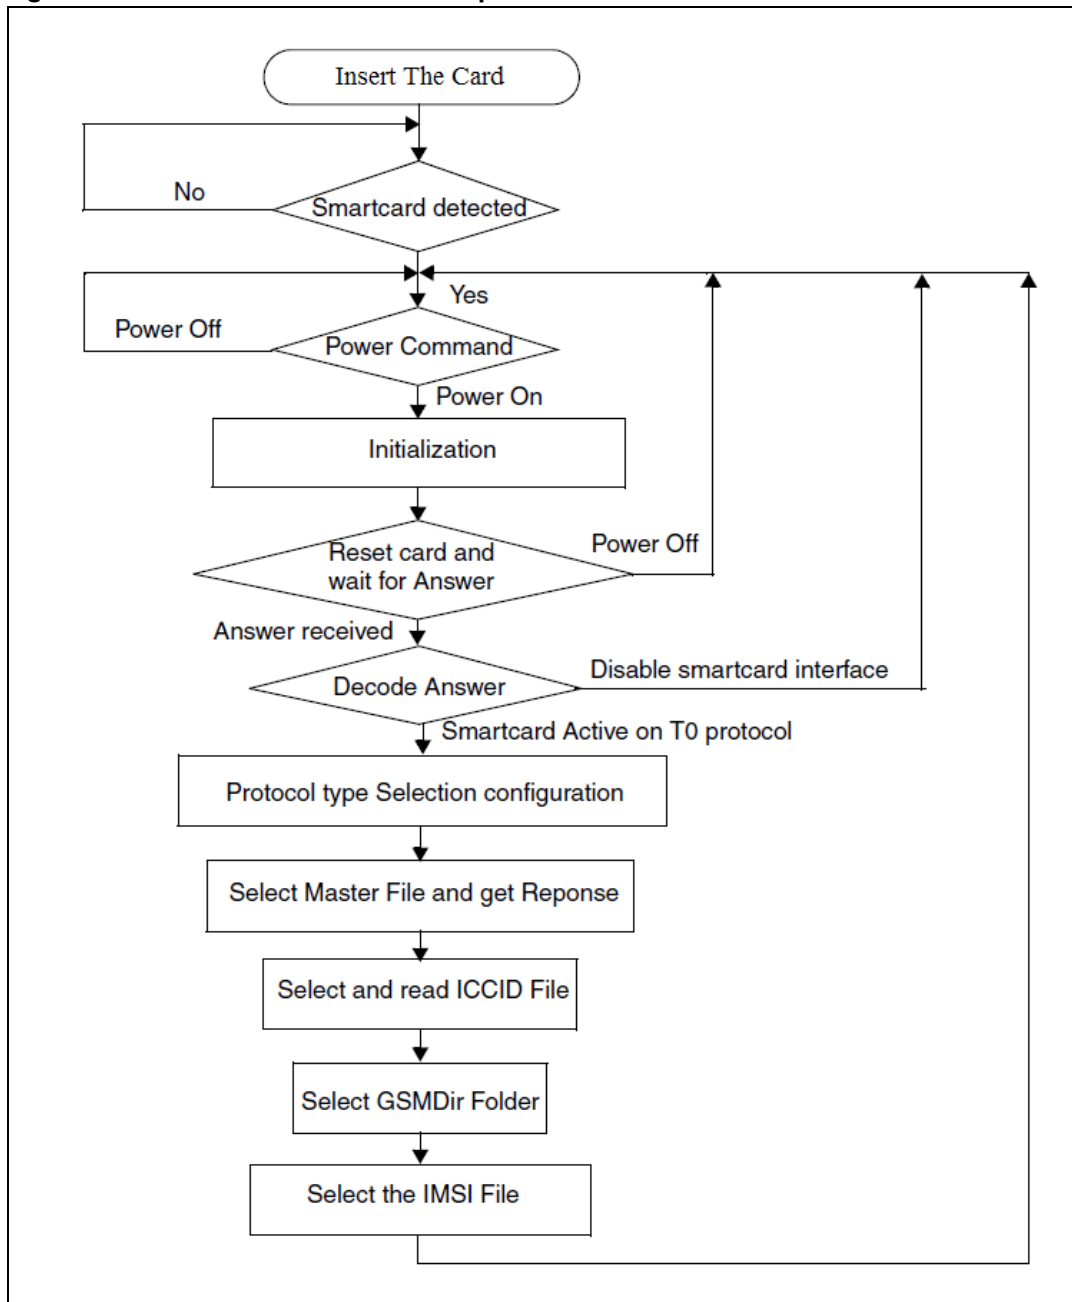 Insert The Card
No
Smartcard detected
Yes
Power Off
Power Command
Power On
Initialization
Reset card and
wait for Answer
Power Off
Answer received
Decode Answer
Disable smartcard interface
Smartcard Active on T0 protocol
Protocol type Selection configuration
Select Master File and get Reponse
Select and read ICCID File
Select GSMDir Folder
Select the IMSI File